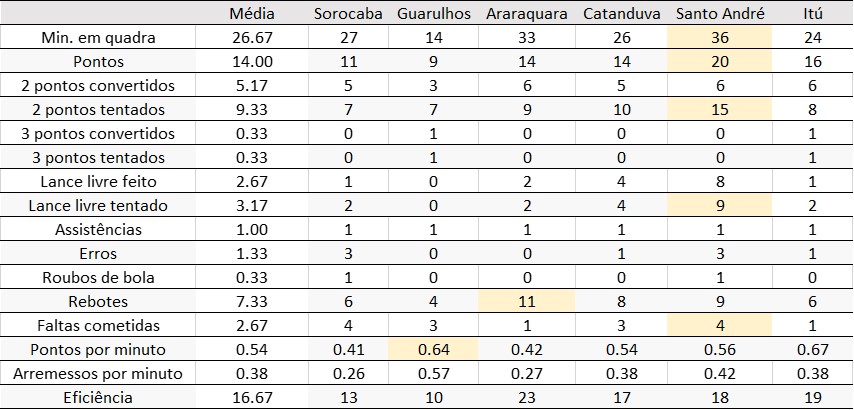 Média Sorocaba Guarulhos Araraquara Catanduva Santo André Itú
Min. em quadra 26.67 27 14 33 26 36 24
Pontos 14.00 11 9 14 14 20 16
2 pontos convertidos 5.17 5 3 6 5 6 6
2 pontos tentados 9.33 7 7 9 10 15 8
3 pontos convertidos 0.33 0 1 0 0 0 1
3 pontos tentados 0.33 0 1 0 0 0 1
Lance livre feito 2.67 1 0 2 4 8 1
Lance livre tentado 3.17 2 0 2 4 9 2
Assistências 1.00 1 1 1 1 1 1
Erros 1.33 3 0 0 1 3 1
Roubos de bola 0.33 1 0 0 0 1 0
Rebotes 7.33 6 4 11 8 9 6
Faltas cometidas 2.67 4 3 1 3 4 1
Pontos por minuto 0.54 0.41 0.64 0.42 0.54 0.56 0.67
Arremessos por minuto 0.38 0.26 0.57 0.27 0.38 0.42 0.38
Eficiência 16.67 13 10 23 17 18 19